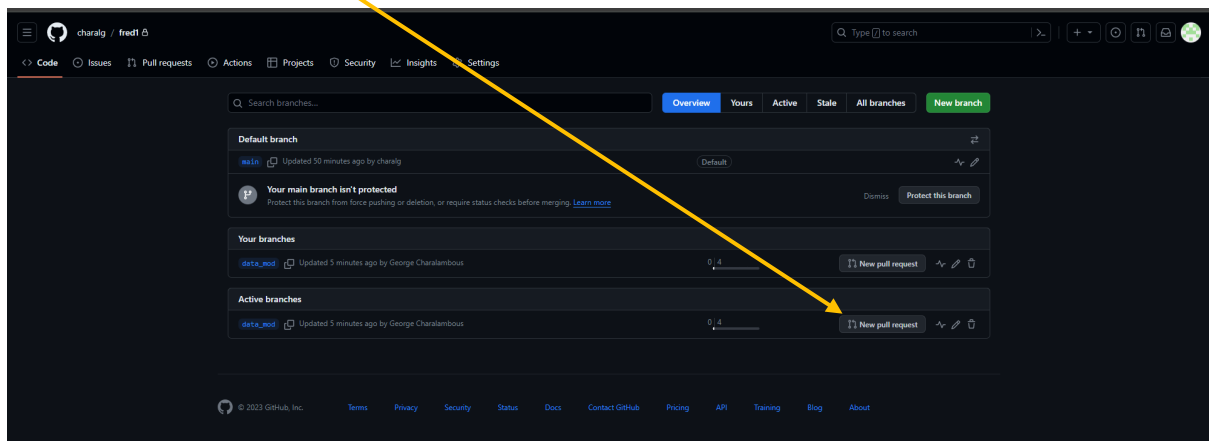 charalg / fred1
Type / to search
Code Issues Pull requests Actions Projects Security Insights Settings
Search branches...
Overview Yours Active Stale All branches New branch
Default branch
main Updated 50 minutes ago by charalg Default
Your main branch isn't protected
Protect this branch from force pushing or deletion, or require status checks before merging. Learn more
Dismiss Protect this branch
Your branches
data_mod Updated 5 minutes ago by George Charalambous 0 4 New pull request
Active branches
data_mod Updated 5 minutes ago by George Charalambous 0 4 New pull request
© 2023 GitHub, Inc. Terms Privacy Security Status Docs Contact GitHub Pricing API Training Blog About